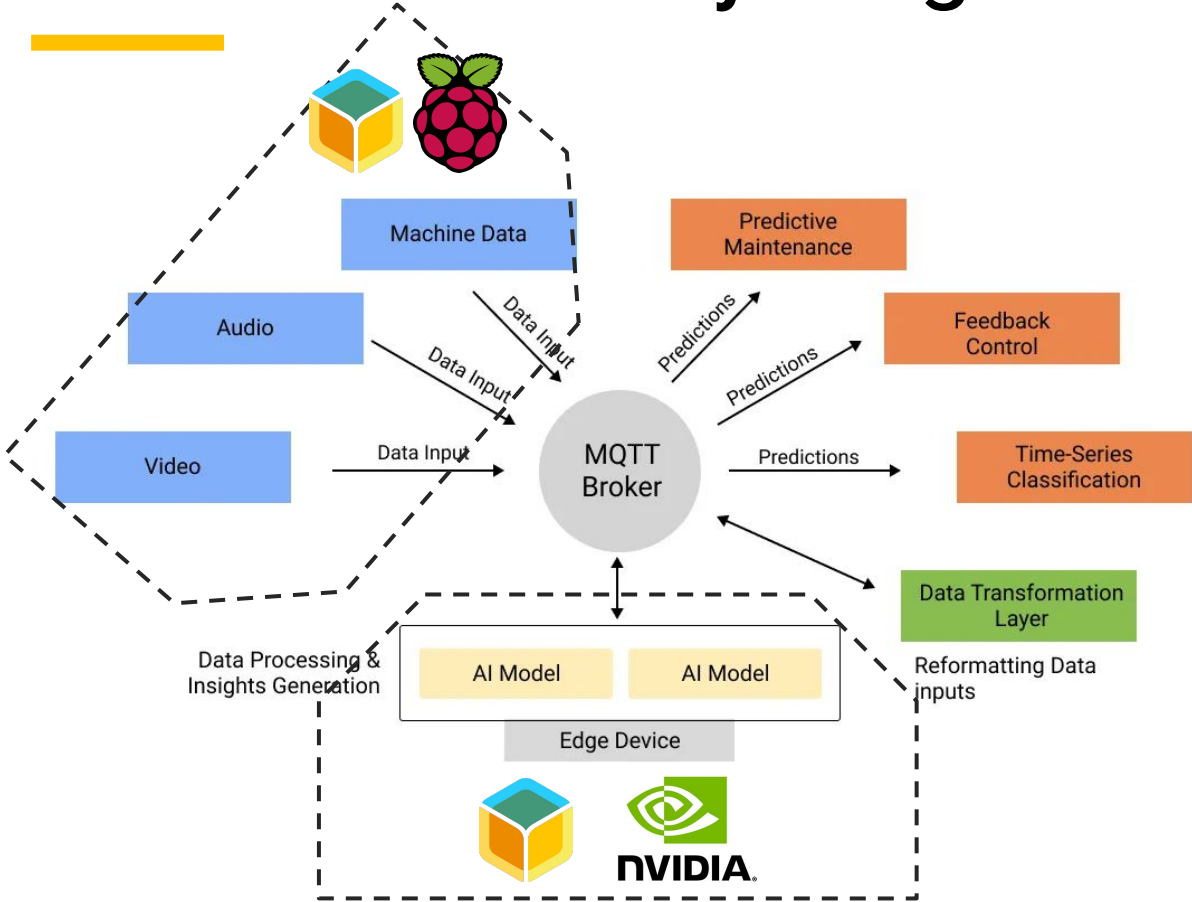 Machine Data
Predictive
Maintenance
Audio
Feedback
Control
Data Input
Predictions
Data Input
Predictions
Video
Data Input
MQTT
Broker
Predictions
Time-Series
Classification
Data Transformation
Layer
Data Processing &
Insights Generation
AI Model
AI Model
Reformatting Data
inputs
Edge Device
NVIDIA.